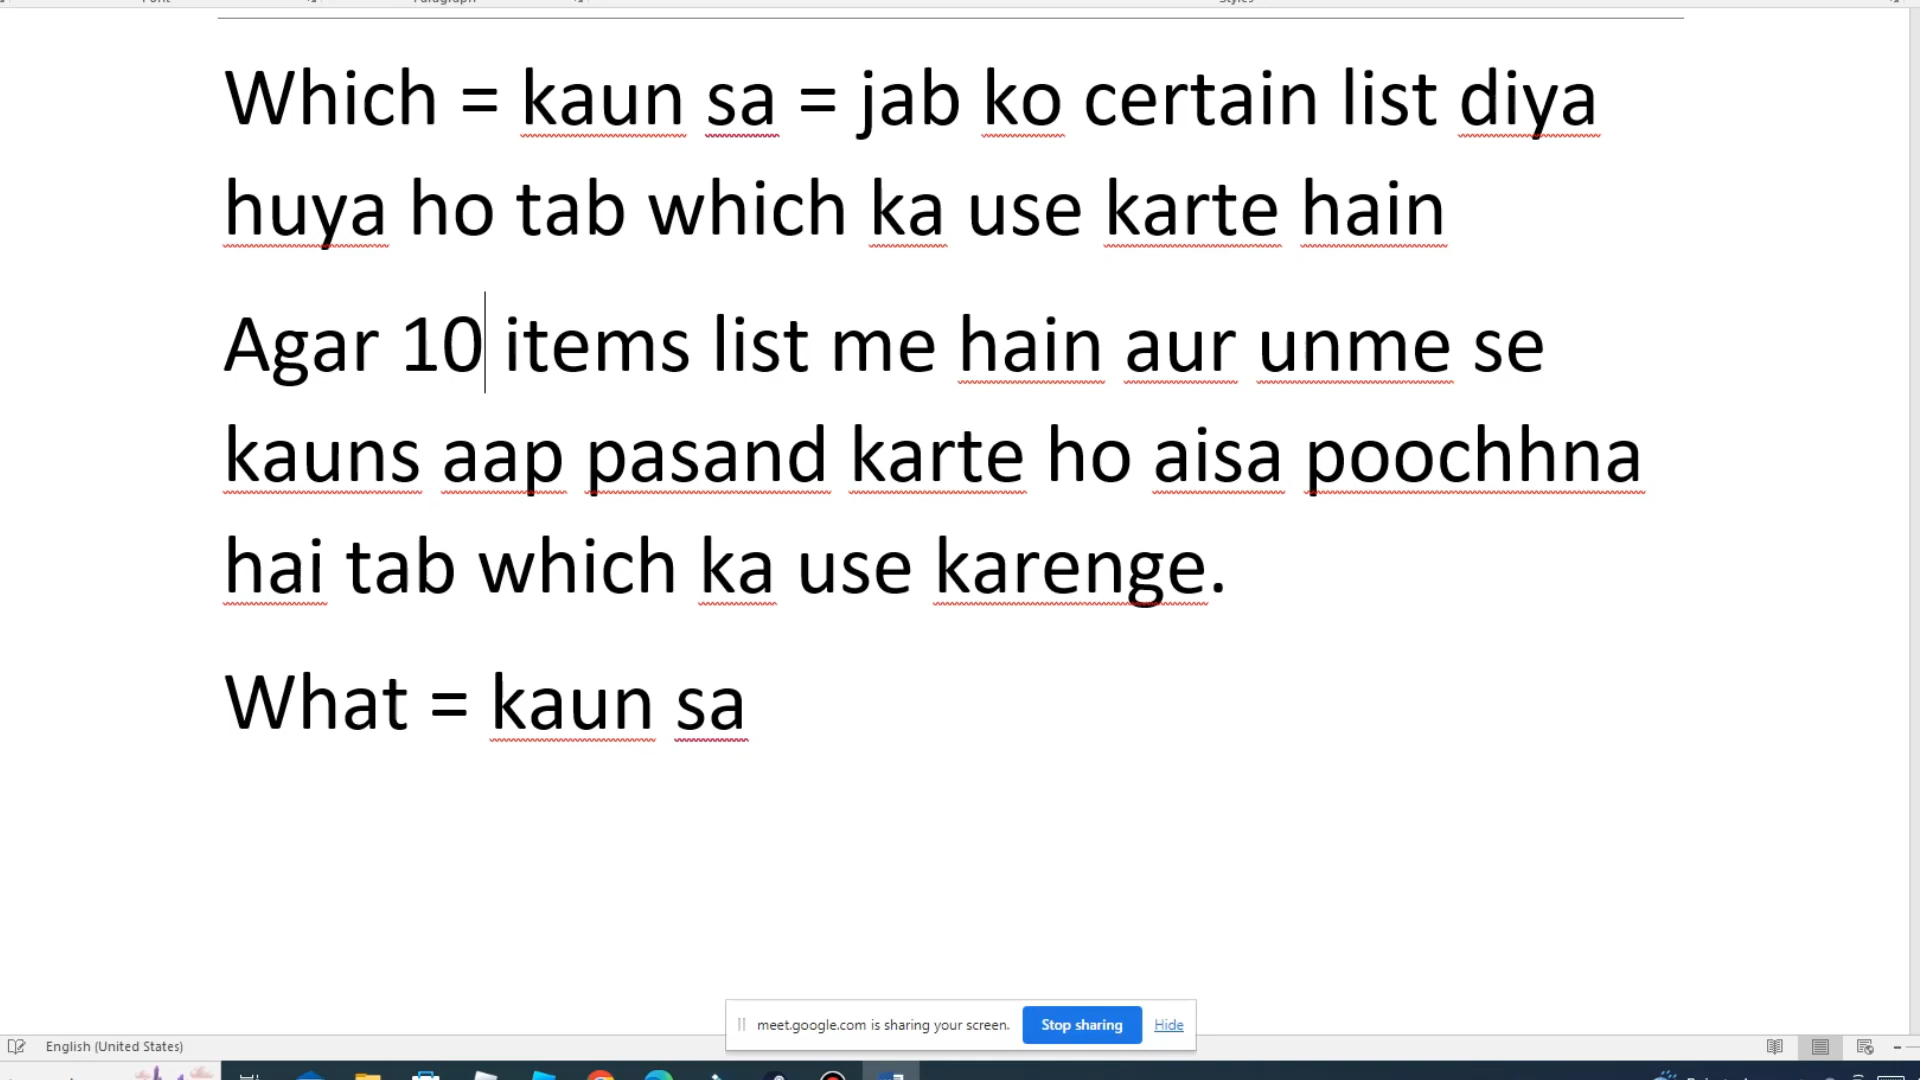 Which = kaun sa = jab ko certain list diya
huya ho tab which ka use karte hain
Agar 10 items list me hain aur unme se
kauns aap pasand karte ho aisa poochhna
hai tab which ka use karenge.
What = kaun sa
meet.google.com is sharing your screen. Stop sharing Hide
English (United States)